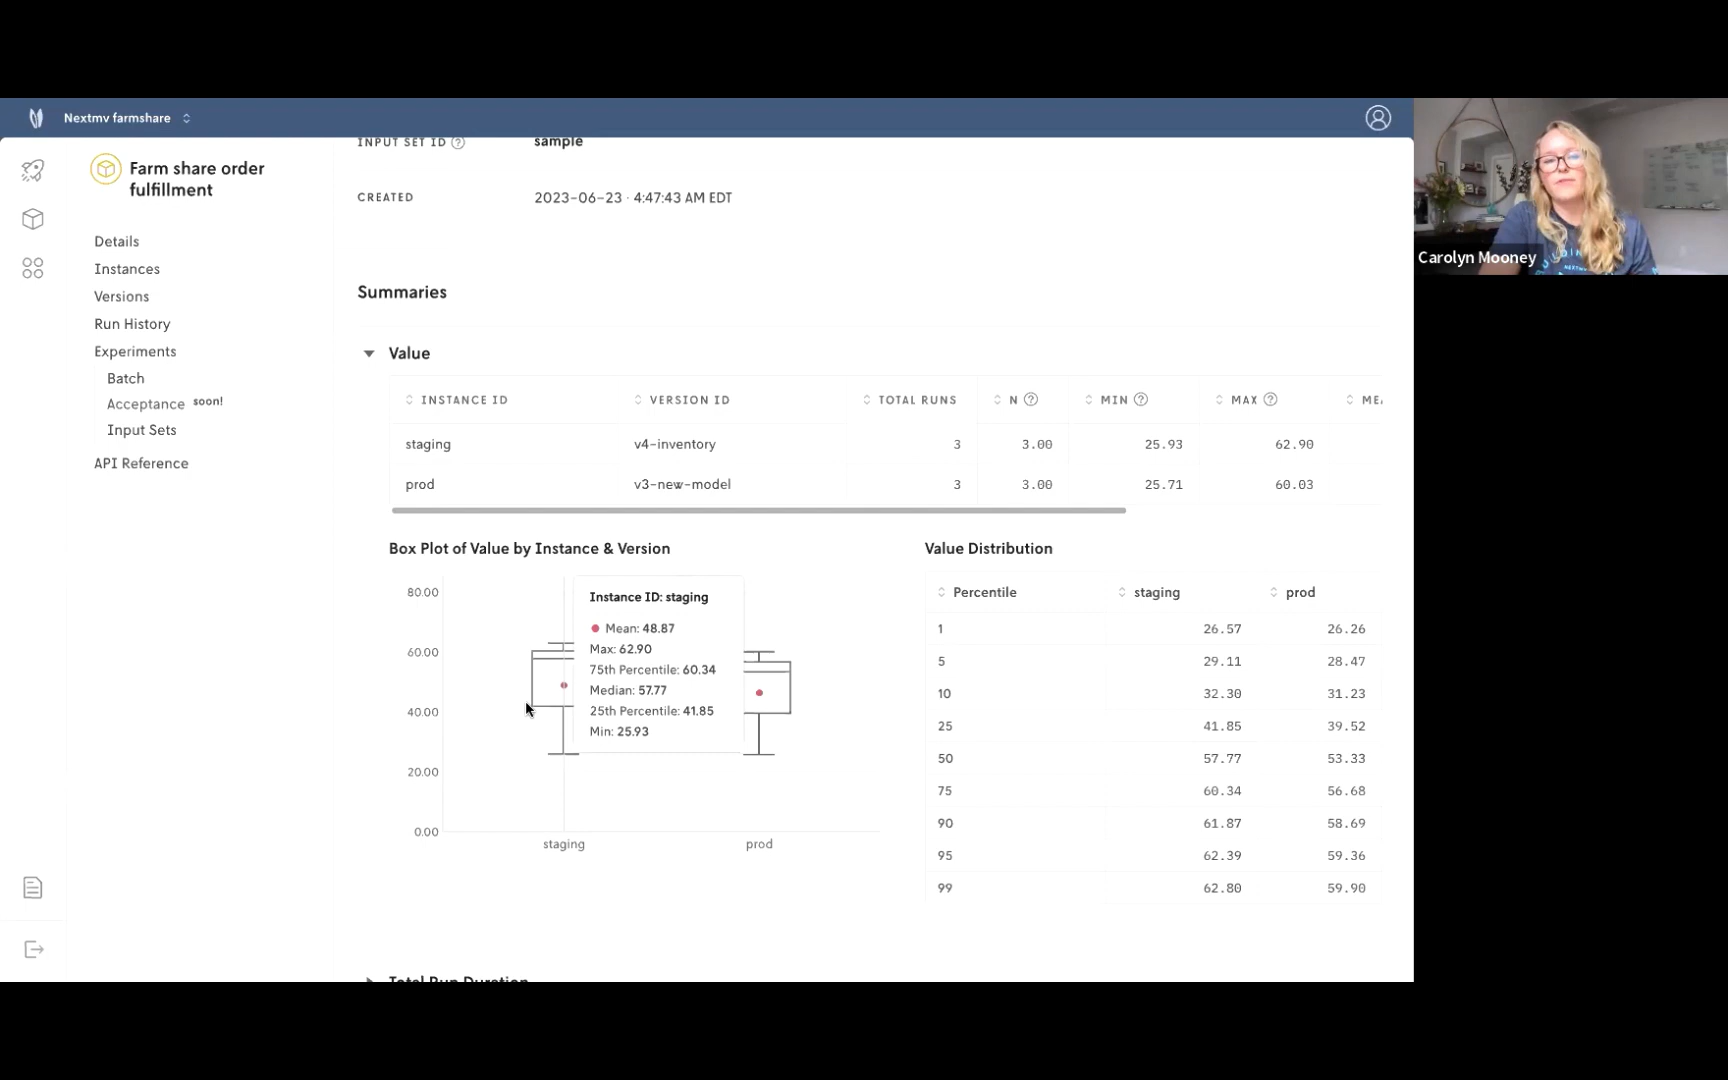 Nextmv farmshare
Farm share order
fulfillment
Details
Instances
Versions
Run History
Experiments
Batch
Acceptance soon!
Input Sets
API Reference
INPUT SET ID ? sample
CREATED 2023-06-23 · 4:47:43 AM EDT
Summaries
Value
INSTANCE ID VERSION ID TOTAL RUNS N ? MIN ? MAX ?
staging v4-inventory 3 3.00 25.93 62.90
prod v3-new-model 3 3.00 25.71 60.03
Box Plot of Value by Instance & Version
80.00
60.00
40.00
20.00
0.00
staging prod
Instance ID: staging
Mean: 48.87
Max: 62.90
75th Percentile: 60.34
Median: 57.77
25th Percentile: 41.85
Min: 25.93
Value Distribution
Percentile staging prod
1 26.57 26.26
5 29.11 28.47
10 32.30 31.23
25 41.85 39.52
50 57.77 53.33
75 60.34 56.68
90 61.87 58.69
95 62.39 59.36
99 62.80 59.90
Total Run Duration
Carolyn Mooney